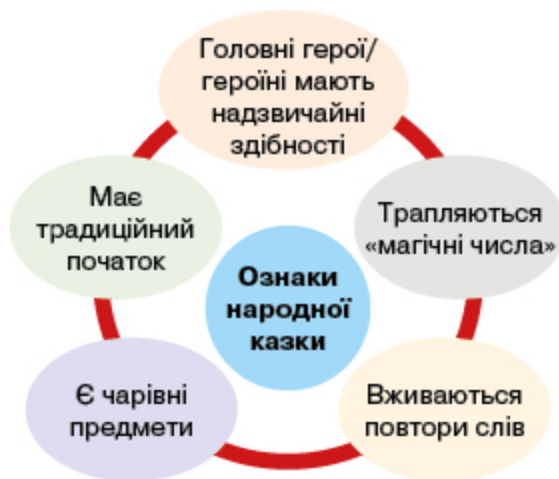 Головні герої/
героїні мають
надзвичайні
здібності
Має
традиційний
початок
Трапляються
«магічні числа»
Ознаки
народної
казки
Є чарівні
предмети
Вживаються
повтори слів